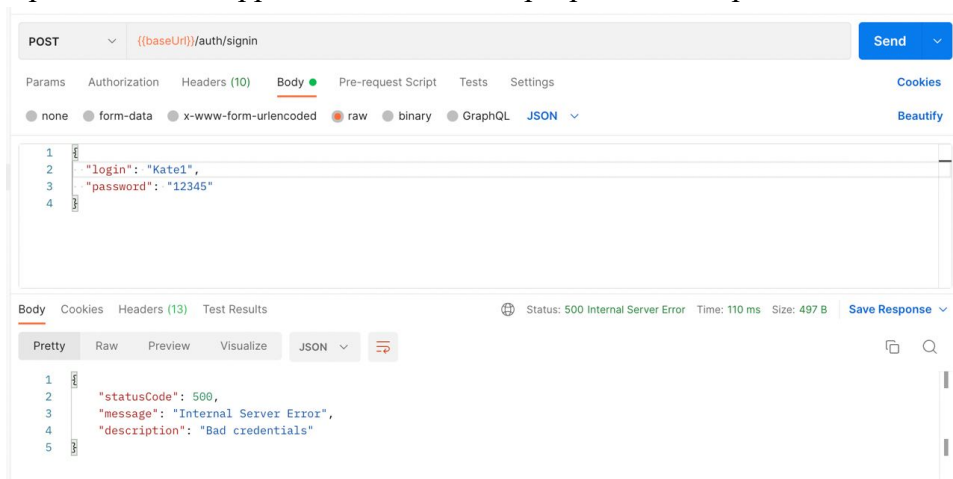 POST {{baseUrl}}/auth/signin Send
Params Authorization Headers (10) Body Pre-request Script Tests Settings Cookies
none form-data x-www-form-urlencoded raw binary GraphQL JSON Beautify
1 {
2 "login": "Kate1",
3 "password": "12345"
4 }
Body Cookies Headers (13) Test Results Status: 500 Internal Server Error Time: 110 ms Size: 497 B Save Response
Pretty Raw Preview Visualize JSON
1 {
2 "statusCode": 500,
3 "message": "Internal Server Error",
4 "description": "Bad credentials"
5 }